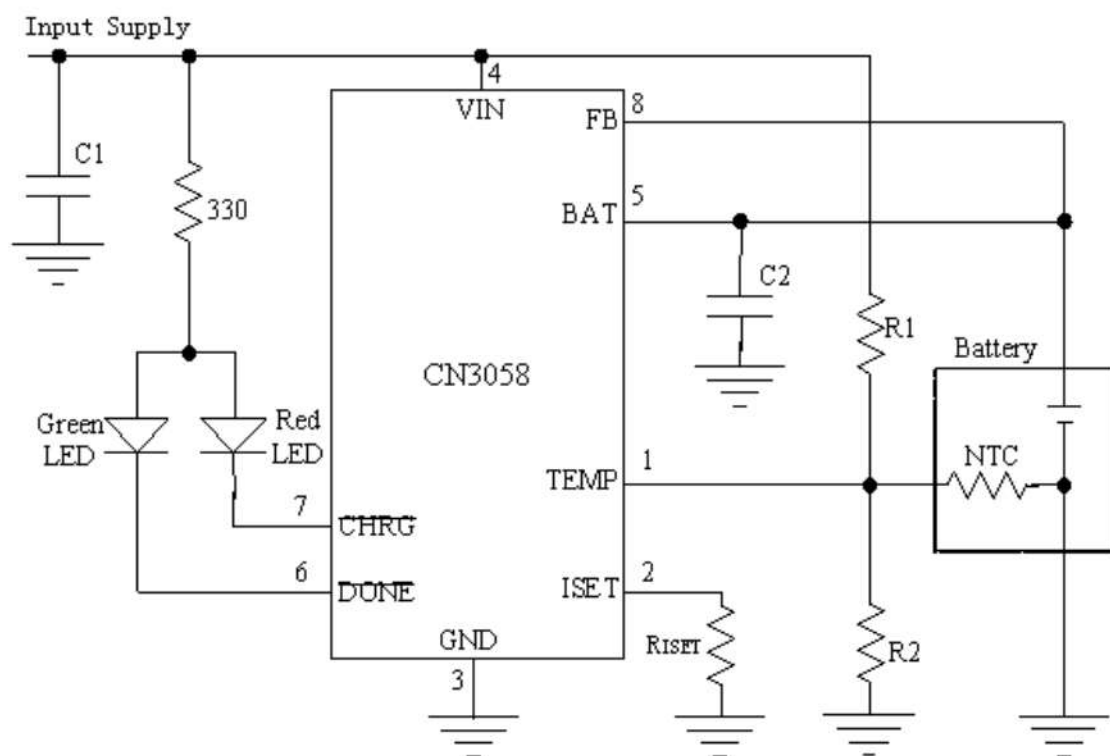 Input Supply
4
VIN
8
FB
C1
330
5
BAT
C2
R1
CN3058
Battery
Green
LED
Red
LED
NTC
1
TEMP
7
CHRG
6
DONE
2
ISET
GND
3
RISET
R2